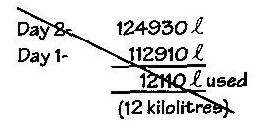 Day 2- 124930 l
Day 1- 112910 l
12110 l used
(12 kilolitres)